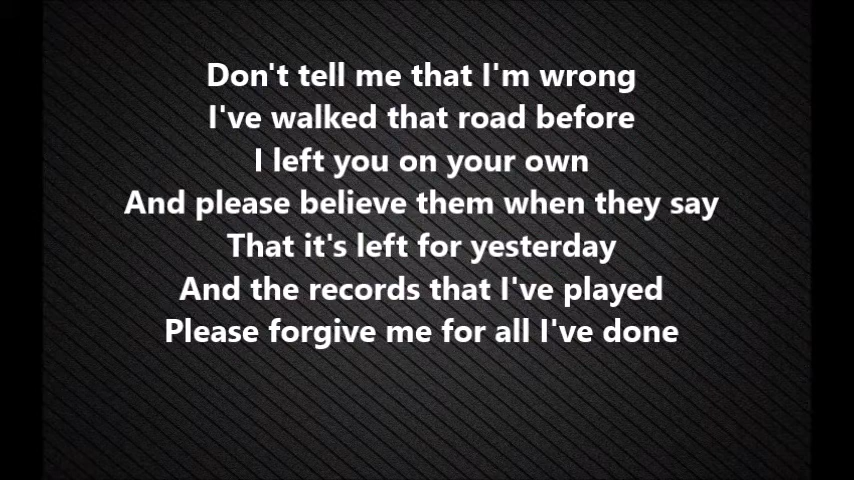 Don't tell me that I'm wrong
I've walked that road before
I left you on your own
And please believe them when they say
That it's left for yesterday
And the records that I've played
Please forgive me for all I've done